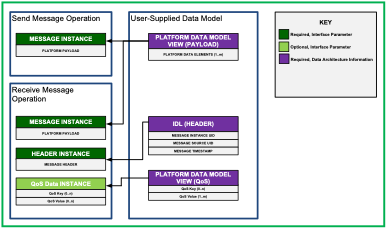 Send Message Operation
MESSAGE INSTANCE
PLATFORM PAYLOAD
User-Supplied Data Model
PLATFORM DATA MODEL
VIEW (PAYLOAD)
PLATFORM DATA ELEMENTS (1..n)
KEY
Required, Interface Parameter
Optional, Interface Parameter
Required, Data Architecture Information
Receive Message
Operation
MESSAGE INSTANCE
PLATFORM PAYLOAD
HEADER INSTANCE
MESSAGE HEADER
QoS Data INSTANCE
QoS Key (0..n)
QoS Value (0..n)
IDL (HEADER)
MESSAGE INSTANCE UID
MESSAGE SOURCE UID
MESSAGE TIMESTAMP
PLATFORM DATA MODEL
VIEW (QoS)
QoS Key (0..n)
QoS Value (1..n)